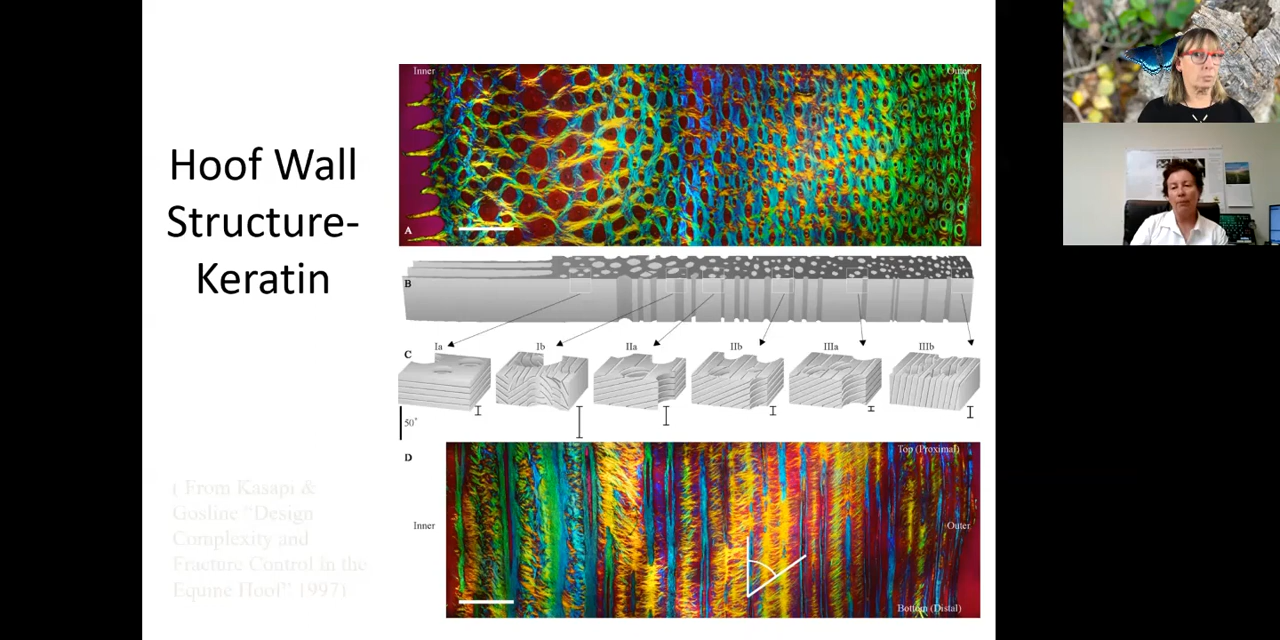 Hoof Wall
Structure-
Keratin
( From Kasapi &
Gosline “Design
Complexity and
Fracture Control in the
Equine Hoof” 1997)
Inner
Outer
A
B
C
Ia
Ib
IIa
IIb
IIIa
IIIb
50°
D
Top (Proximal)
Inner
Outer
Bottom (Distal)